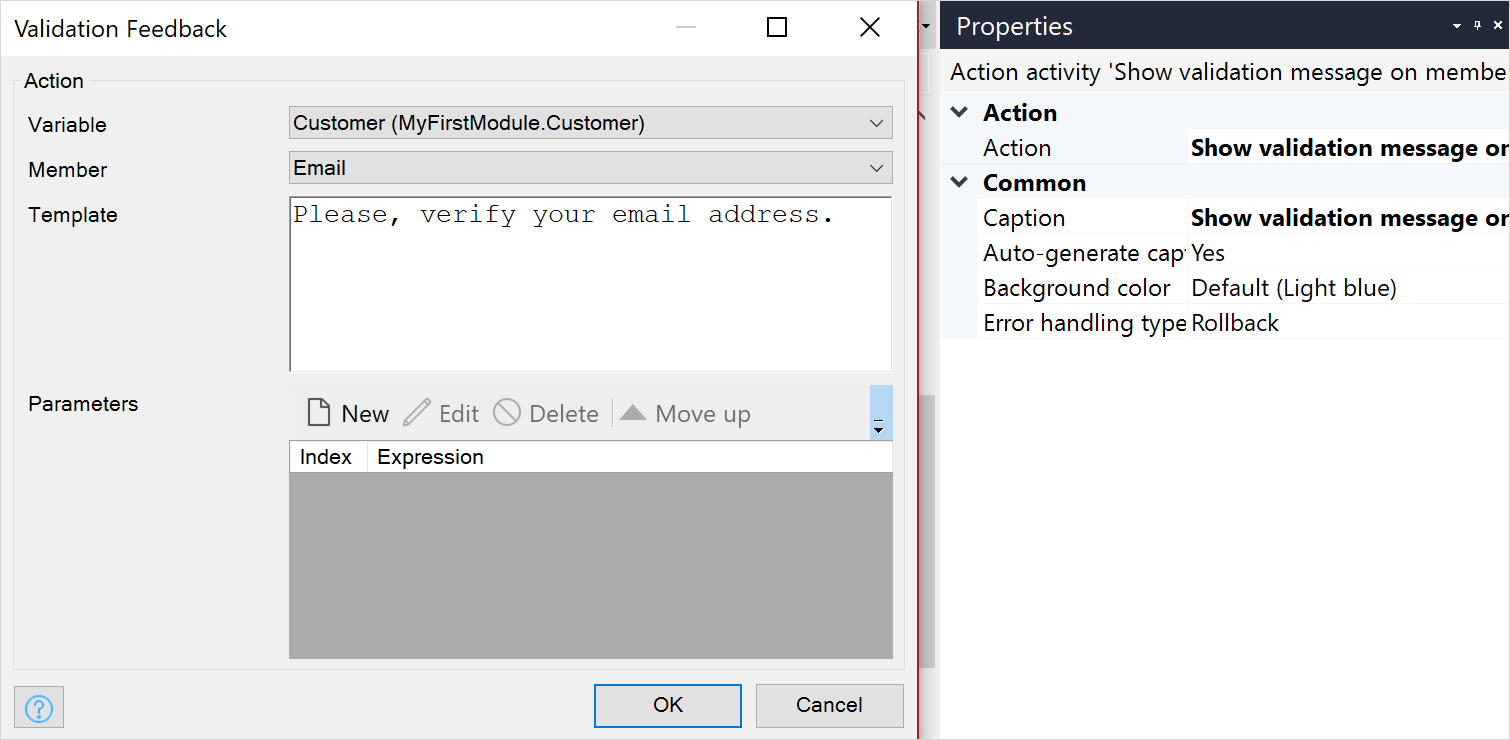 Validation Feedback
Action
Variable
Customer (MyFirstModule.Customer)
Member
Email
Template
Please, verify your email address.
Parameters
New Edit Delete Move up
Index Expression
?
OK Cancel
Properties
Action activity 'Show validation message on membe
Action
Action Show validation message on
Common
Caption Show validation message on
Auto-generate cap Yes
Background color Default (Light blue)
Error handling type Rollback